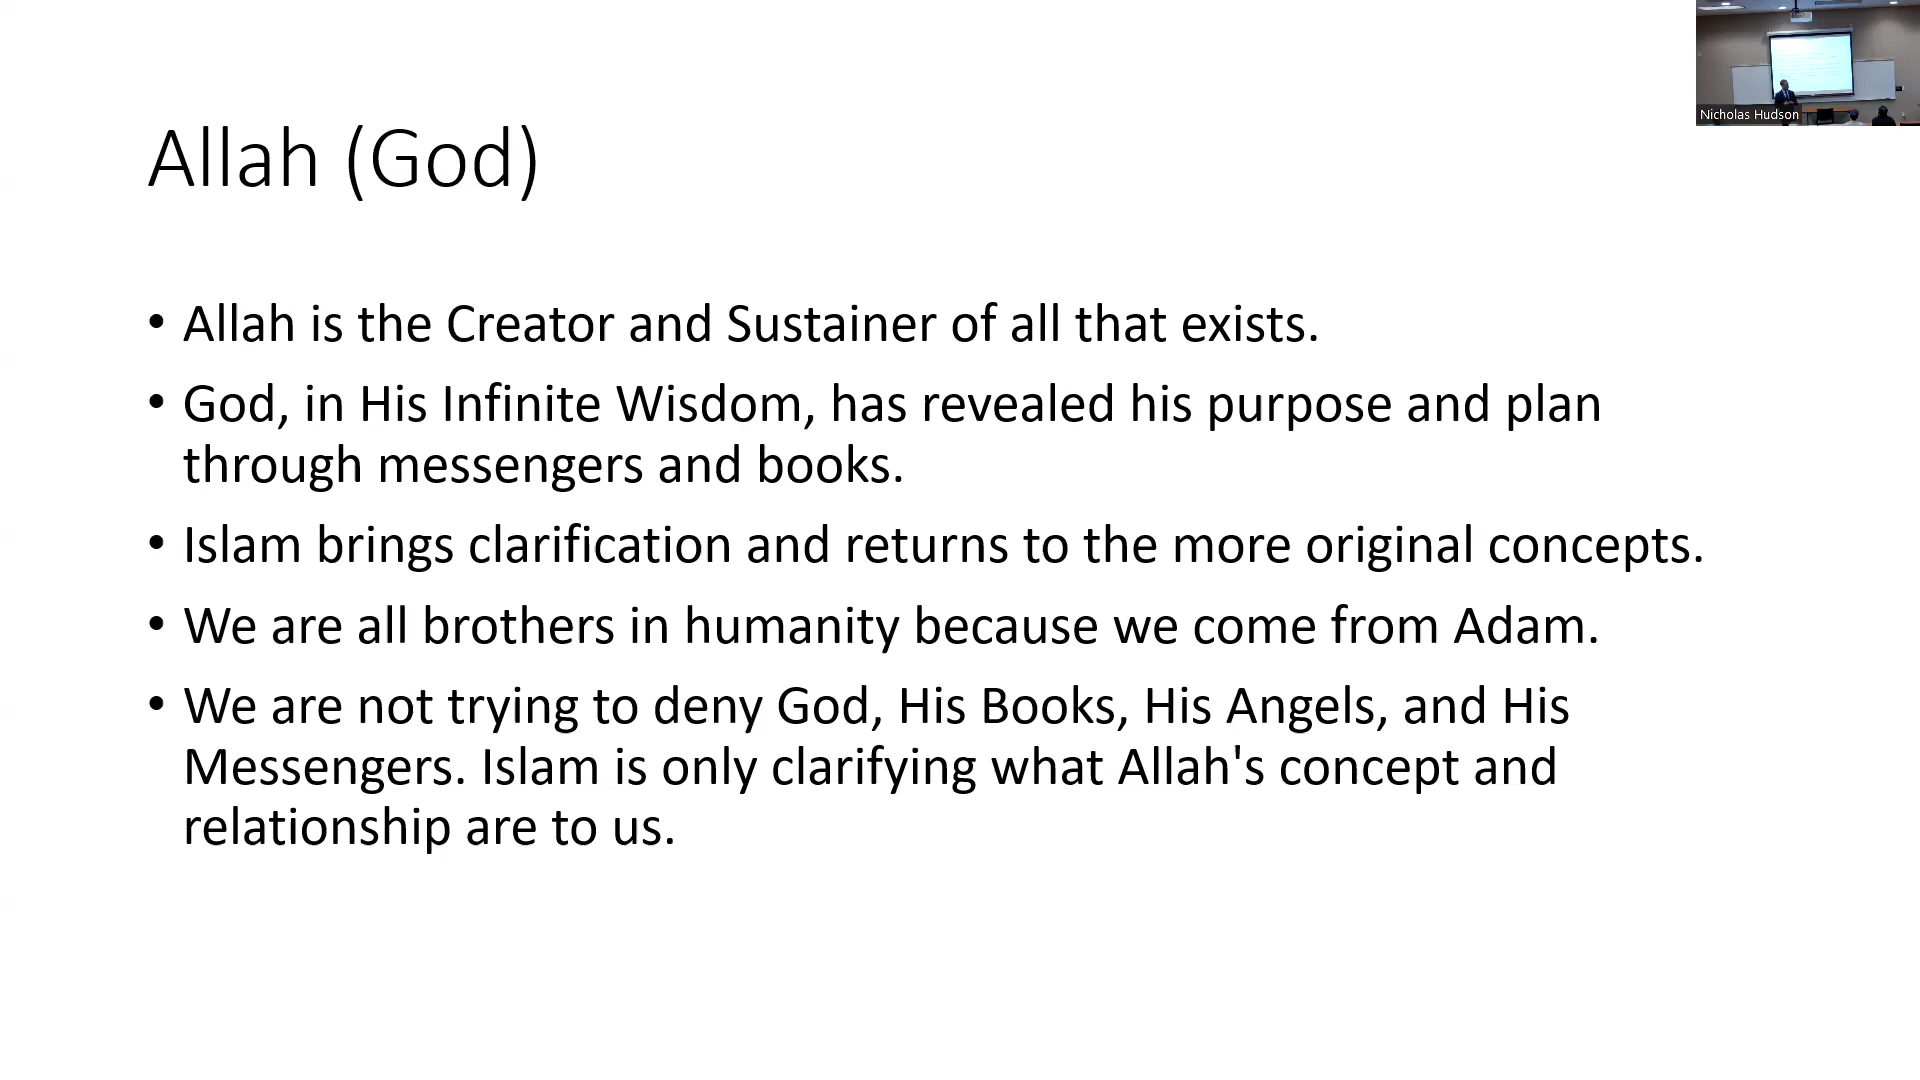 Nicholas Hudson
Allah (God)
• Allah is the Creator and Sustainer of all that exists.
• God, in His Infinite Wisdom, has revealed his purpose and plan
through messengers and books.
• Islam brings clarification and returns to the more original concepts.
• We are all brothers in humanity because we come from Adam.
• We are not trying to deny God, His Books, His Angels, and His
Messengers. Islam is only clarifying what Allah's concept and
relationship are to us.